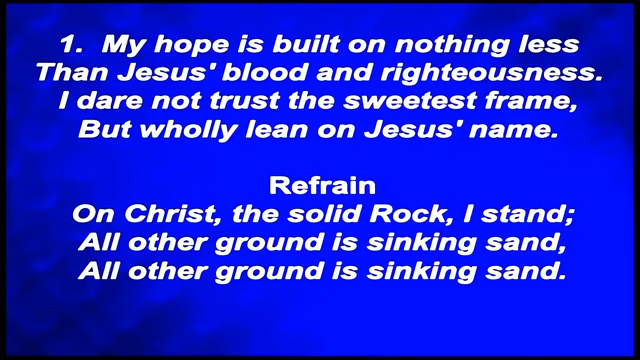 1. My hope is built on nothing less
Than Jesus' blood and righteousness.
I dare not trust the sweetest frame,
But wholly lean on Jesus' name.
Refrain
On Christ, the solid Rock, I stand;
All other ground is sinking sand,
All other ground is sinking sand.